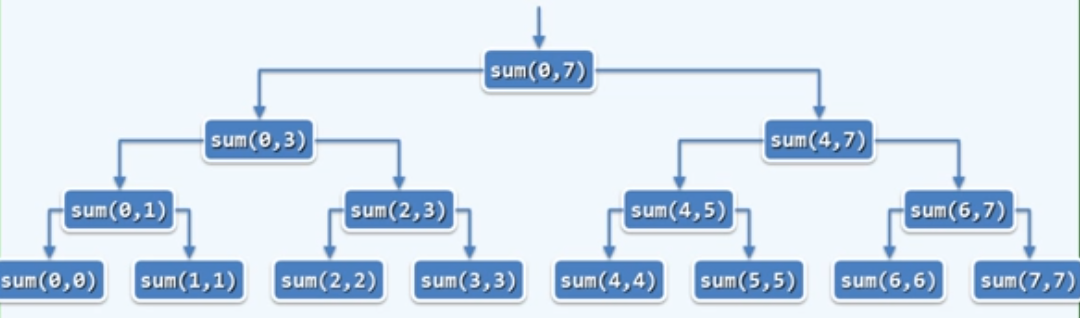 sum(0,7)
sum(0,3) sum(4,7)
sum(0,1) sum(2,3) sum(4,5) sum(6,7)
sum(0,0) sum(1,1) sum(2,2) sum(3,3) sum(4,4) sum(5,5) sum(6,6) sum(7,7)